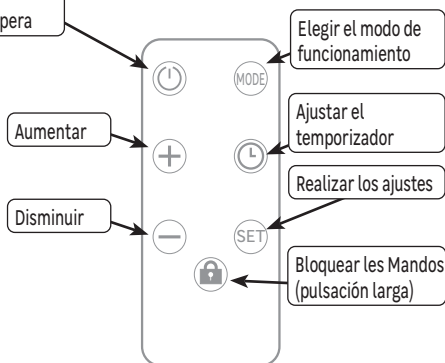 pera
Elegir el modo de
funcionamiento
MODE
Aumentar
Ajustar el
temporizador
Realizar los ajustes
Disminuir
SET
Bloquear les Mandos
(pulsación larga)